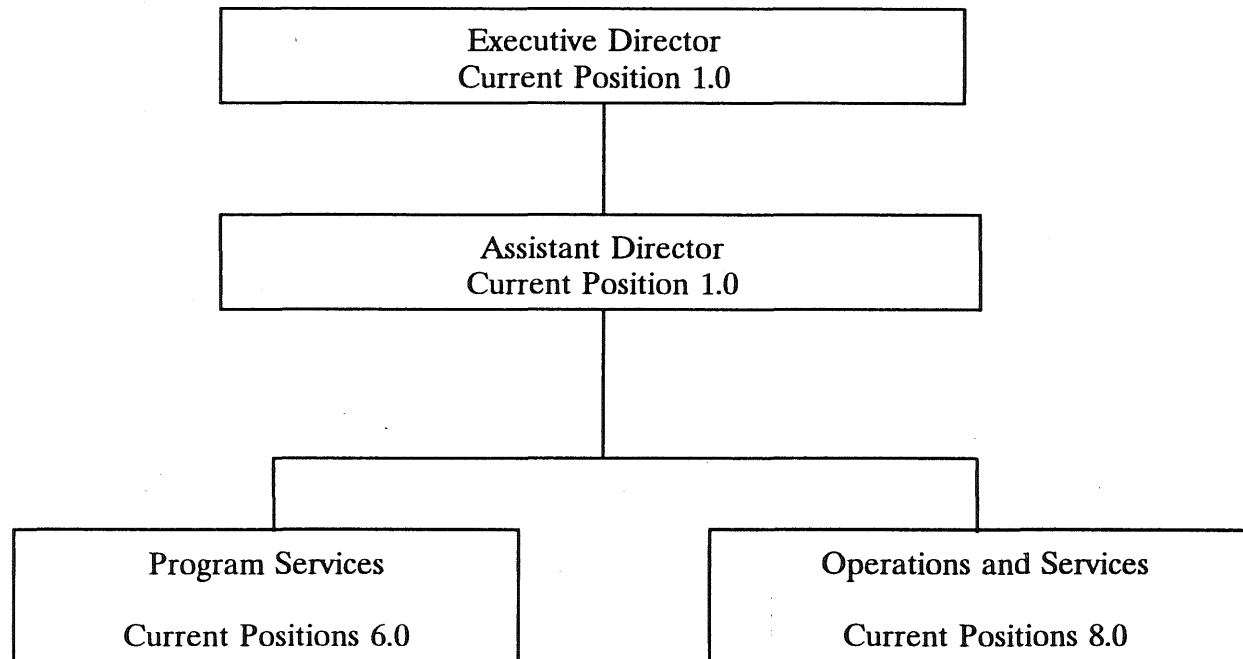 Executive Director
Current Position 1.0
Assistant Director
Current Position 1.0
Program Services
Current Positions 6.0
Operations and Services
Current Positions 8.0